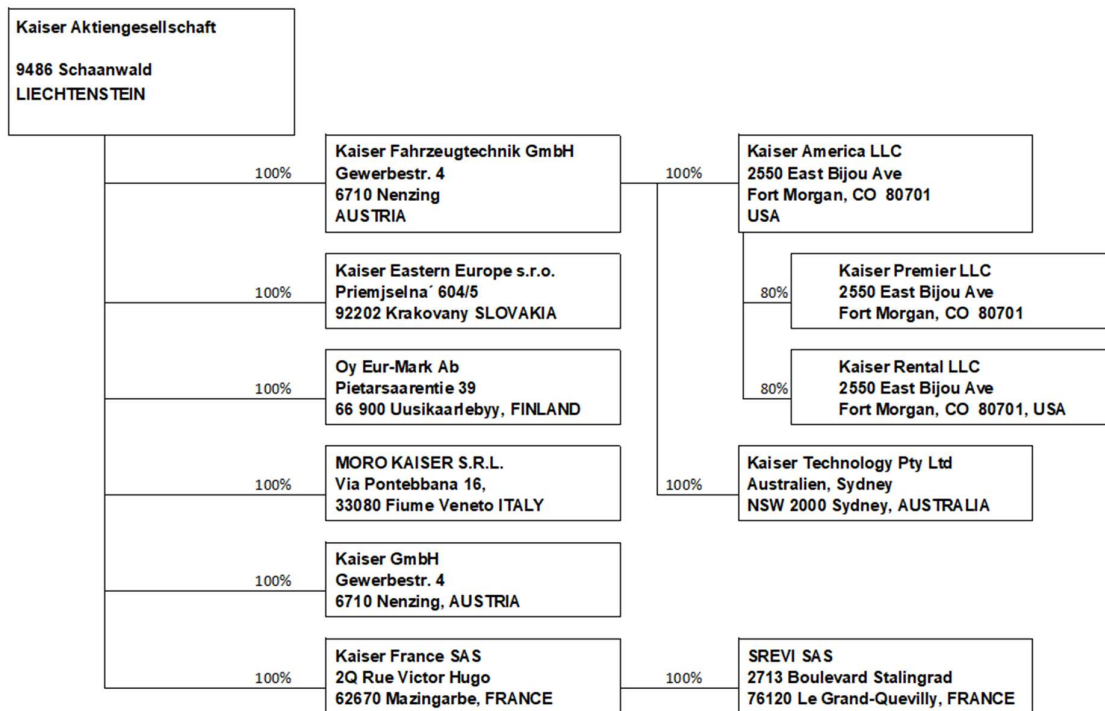 Kaiser Aktiengesellschaft
9486 Schaanwald
LIECHTENSTEIN
100%
Kaiser Fahrzeugtechnik GmbH
Gewerbestr. 4
6710 Nenzing
AUSTRIA
100%
Kaiser America LLC
2550 East Bijou Ave
Fort Morgan, CO 80701
USA
80%
Kaiser Premier LLC
2550 East Bijou Ave
Fort Morgan, CO 80701
80%
Kaiser Rental LLC
2550 East Bijou Ave
Fort Morgan, CO 80701, USA
100%
Kaiser Technology Pty Ltd
Australien, Sydney
NSW 2000 Sydney, AUSTRALIA
100%
Kaiser Eastern Europe s.r.o.
Priemjselna´ 604/5
92202 Krakovany SLOVAKIA
100%
Oy Eur-Mark Ab
Pietarsaarentie 39
66 900 Uusikaarlebyy, FINLAND
100%
MORO KAISER S.R.L.
Via Pontebbana 16,
33080 Fiume Veneto ITALY
100%
Kaiser GmbH
Gewerbestr. 4
6710 Nenzing, AUSTRIA
100%
Kaiser France SAS
2Q Rue Victor Hugo
62670 Mazingarbe, FRANCE
100%
SREVI SAS
2713 Boulevard Stalingrad
76120 Le Grand-Quevilly, FRANCE